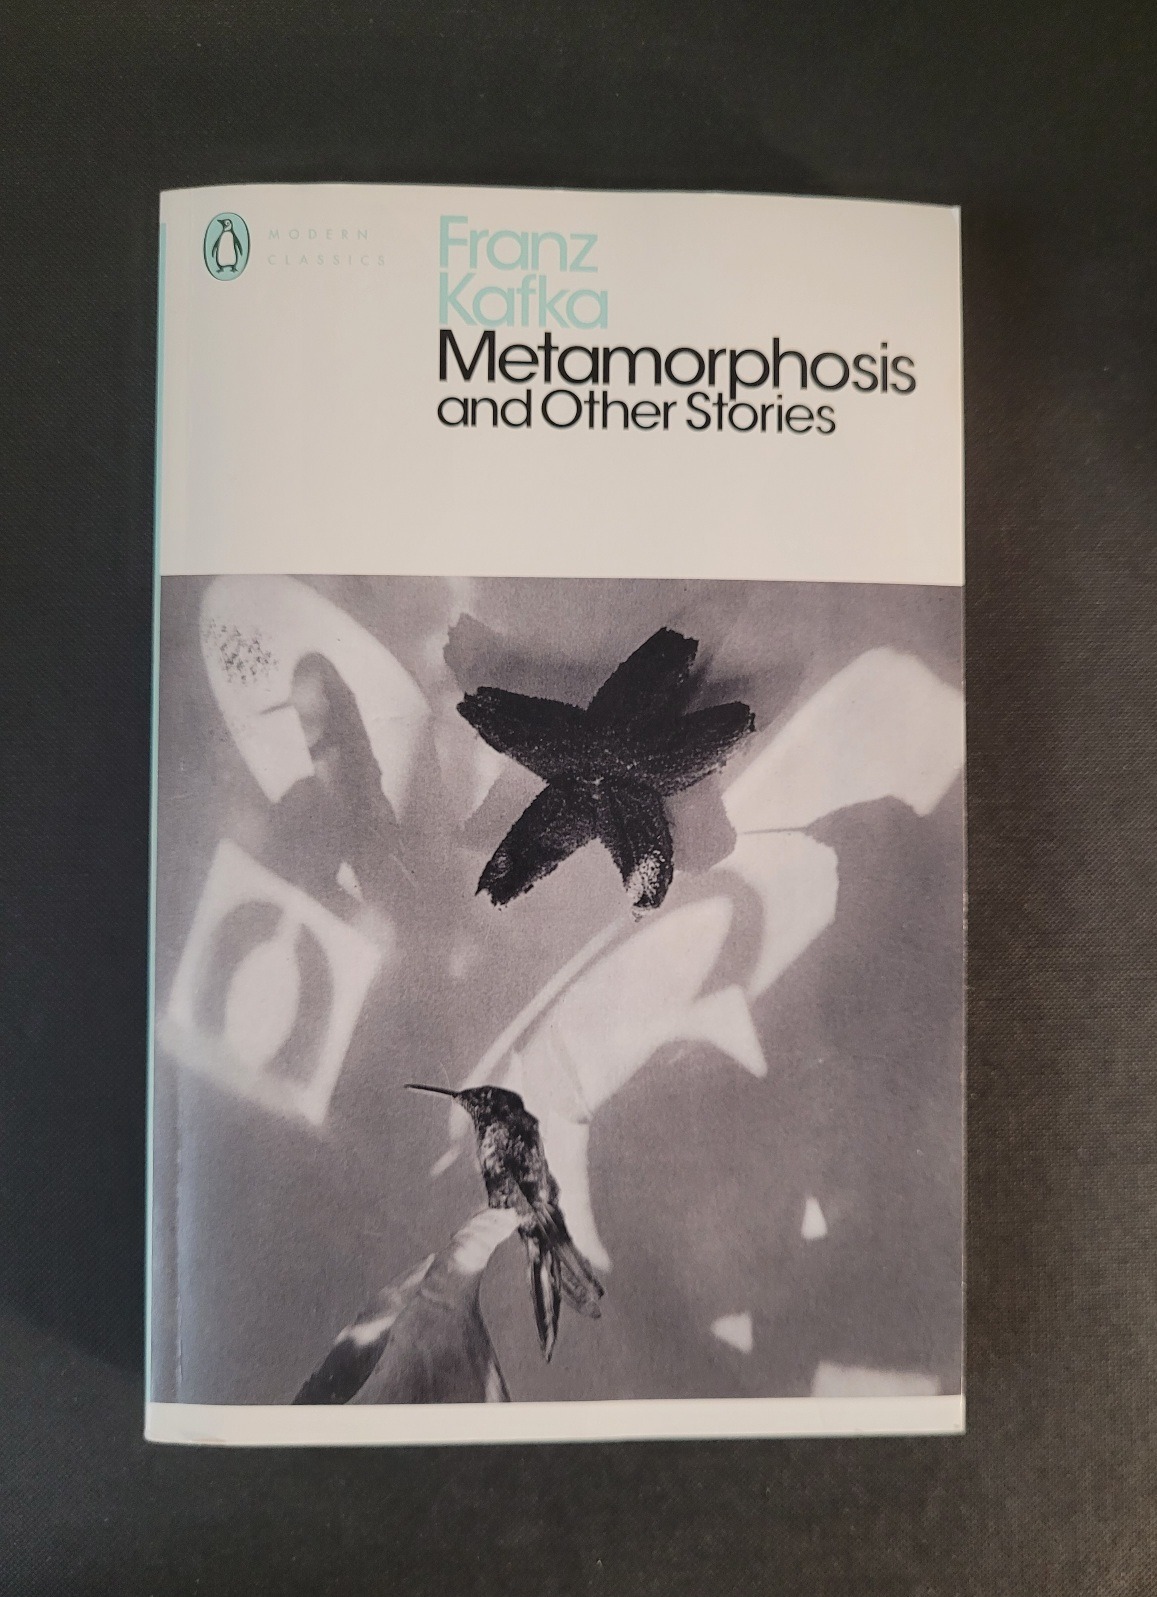 MODERN
CLASSICS
Franz
Kafka
Metamorphosis
and Other Stories